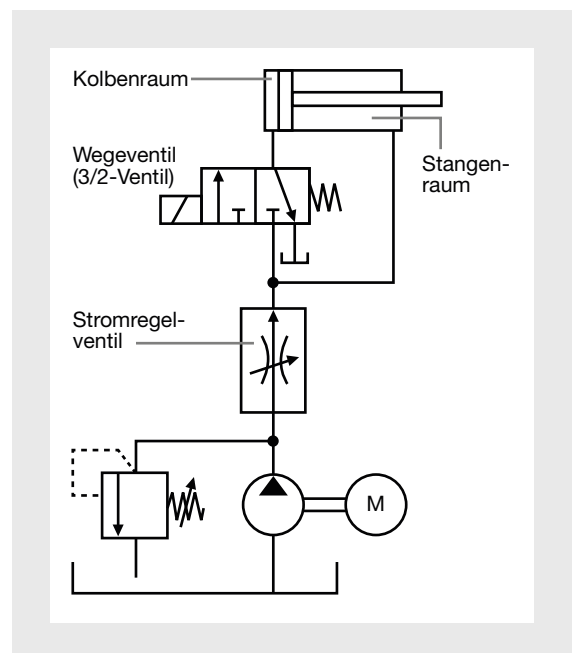 Kolbenraum
Wegeventil
(3/2-Ventil)
Stangen-
raum
Stromregel-
ventil
M